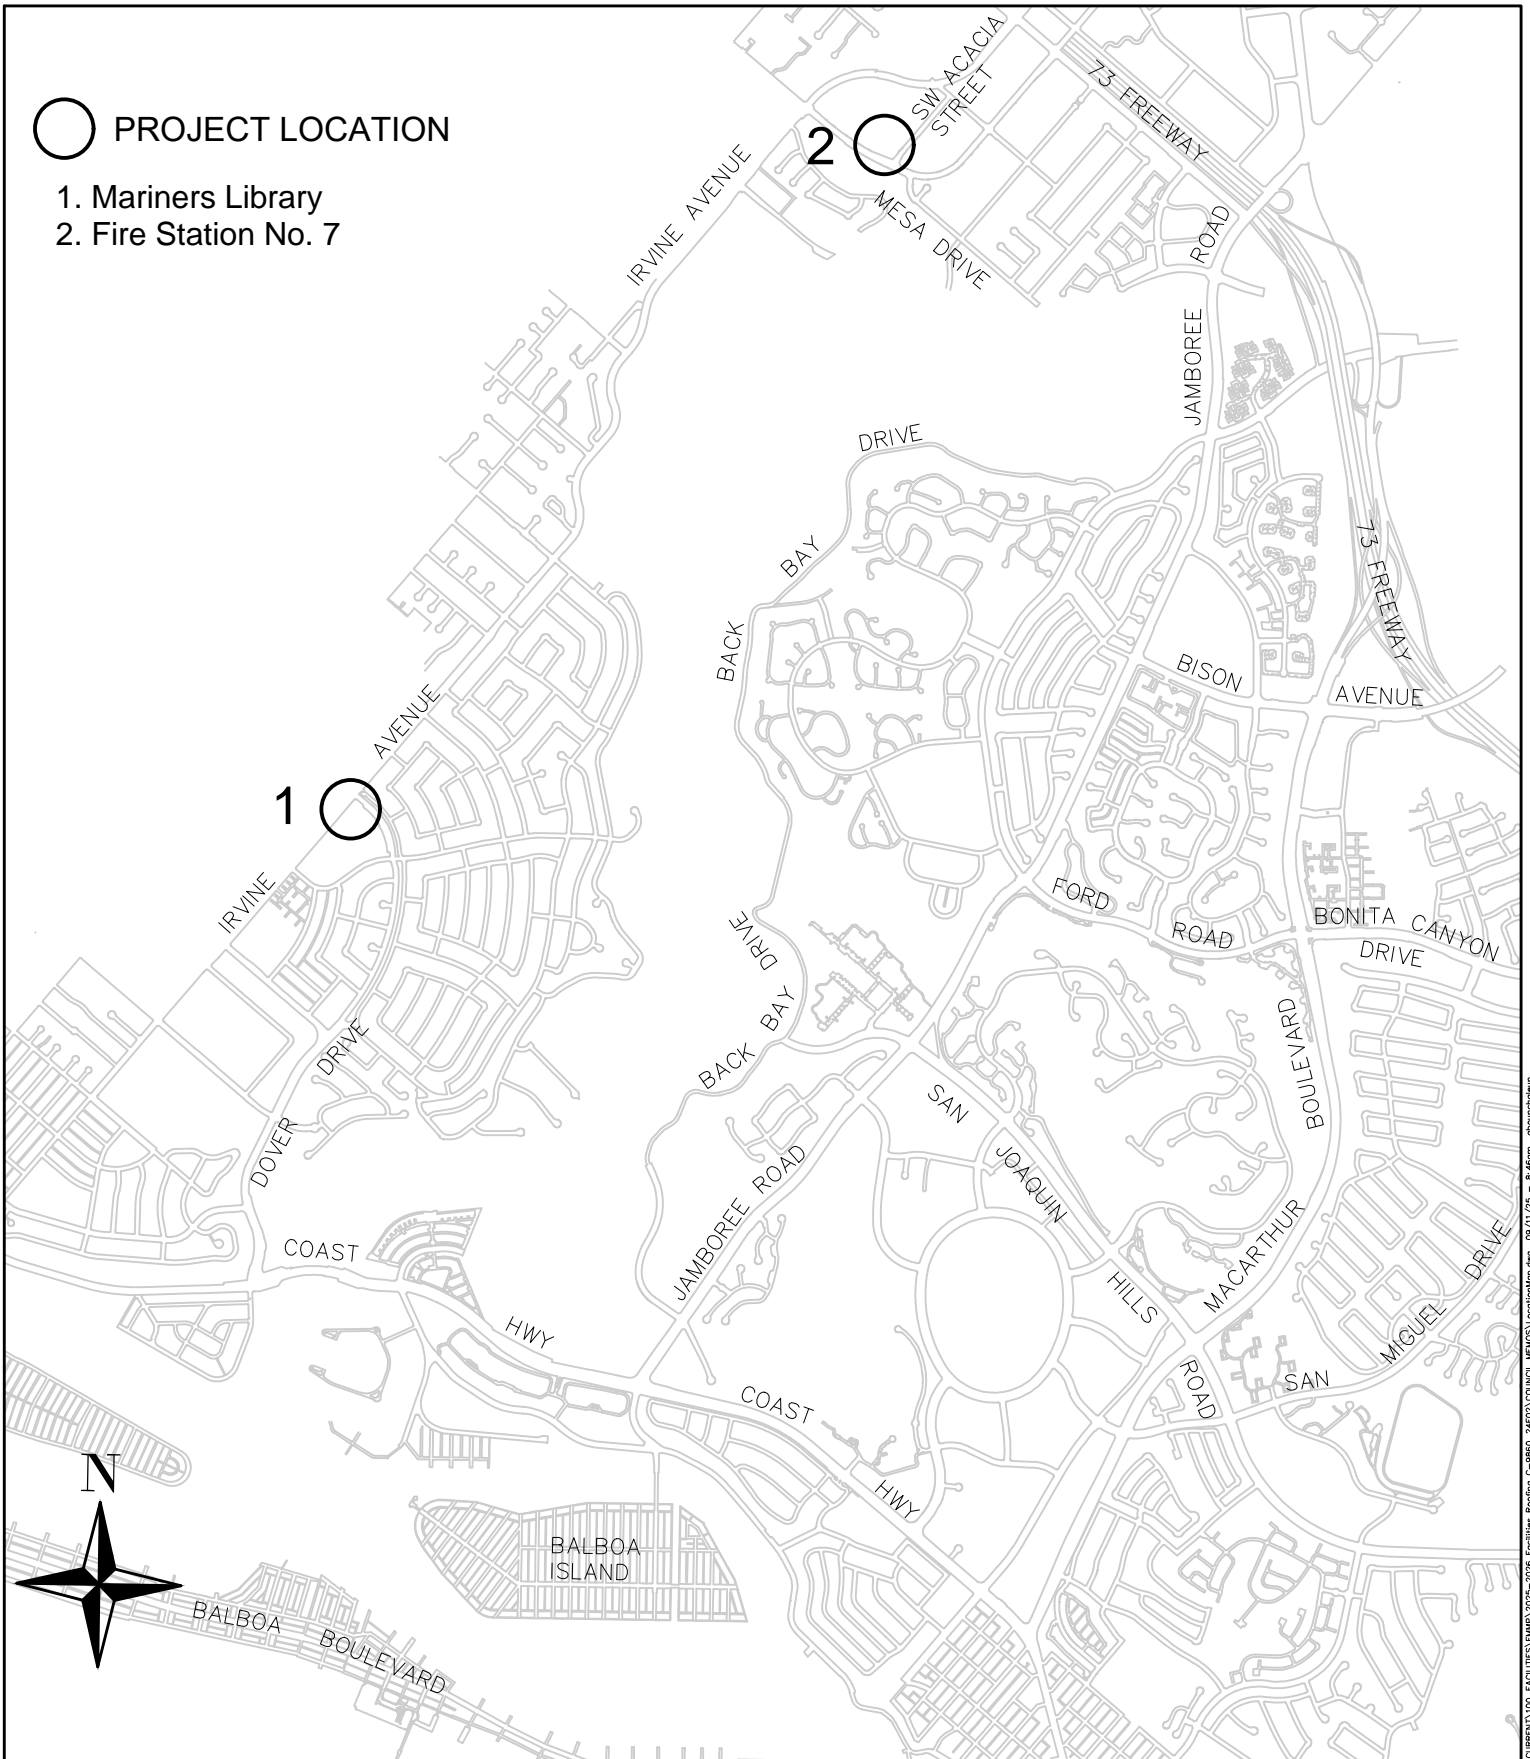 PROJECT LOCATION
1. Mariners Library
2. Fire Station No. 7
SW ACACIA
STREET
73 FREEWAY
2
IRVINE AVENUE
MESA DRIVE
ROAD
JAMBOREE
DRIVE
BAY
BACK
73 FREEWAY
BISON
AVENUE
AVENUE
1
IRVINE
FORD
ROAD
BONITA CANYON
DRIVE
DRIVE
BAY
BACK
BOULEVARD
DRIVE
DOVER
SAN
JOAQUIN
HILLS
ROAD
JAMBOREE ROAD
MACARTHUR
DRIVE
MIGUEL
SAN
COAST
HWY
COAST
HWY
N
BALBOA
ISLAND
BALBOA
BOULEVARD